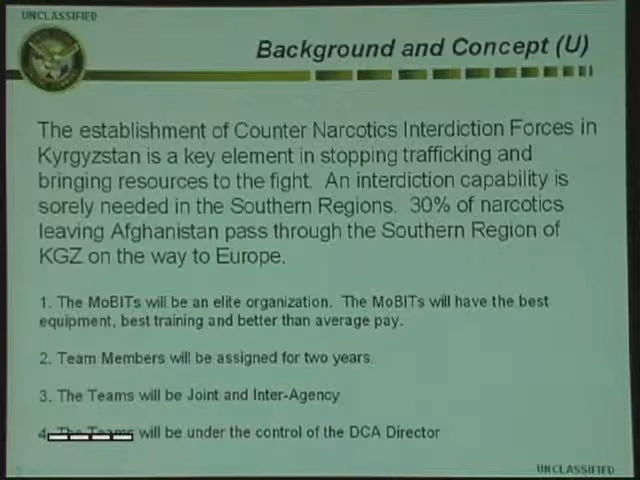 UNCLASSIFIED
Background and Concept (U)
The establishment of Counter Narcotics Interdiction Forces in
Kyrgyzstan is a key element in stopping trafficking and
bringing resources to the fight. An interdiction capability is
sorely needed in the Southern Regions. 30% of narcotics
leaving Afghanistan pass through the Southern Region of
KGZ on the way to Europe.
1. The MoBITs will be an elite organization. The MoBITs will have the best
equipment, best training and better than average pay.
2. Team Members will be assigned for two years.
3. The Teams will be Joint and Inter-Agency
4. The Teams will be under the control of the DCA Director
UNCLASSIFIED